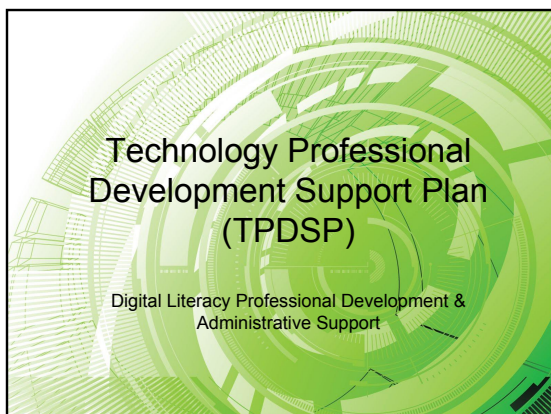 Technology Professional
Development Support Plan
(TPDSP)
Digital Literacy Professional Development &
Administrative Support